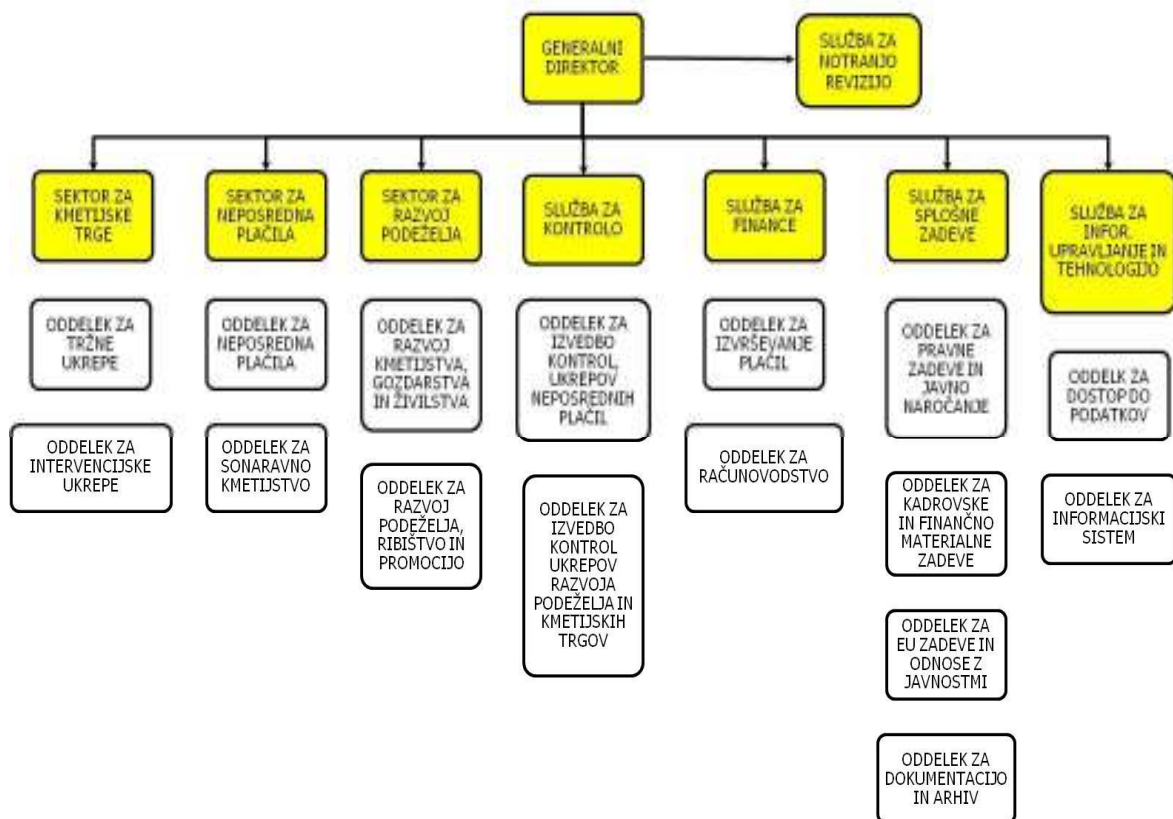 GENERALNI
DIREKTOR
SLUŽBA ZA
NOTRANJO
REVIZIJO
SEKTOR ZA
KMETIJSKE
TRGE
SEKTOR ZA
NEPOSREDNA
PLAČILA
SEKTOR ZA
RAZVOJ
PODEŽELJA
SLUŽBA ZA
KONTROLO
SLUŽBA ZA
FINANCE
SLUŽBA ZA
SPLOŠNE
ZADEVE
SLUŽBA ZA
INFOR.
UPRAVLJANJE IN
TEHNOLOGIJO
ODDELEK ZA
TRŽNE
UKREPE
ODDELEK ZA
INTERVENCIJSKE
UKREPE
ODDELEK ZA
NEPOSREDNA
PLAČILA
ODDELEK ZA
SONARAVNO
KMETIJSTVO
ODDELEK ZA
RAZVOJ
KMETIJSTVA,
GOZDARSTVA
IN ŽIVILSTVA
ODDELEK ZA
RAZVOJ
PODEŽELJA,
RIBIŠTVO IN
PROMOCIJO
ODDELEK ZA
IZVEDBO
KONTROL,
UKREPOV
NEPOSREDNIH
PLAČIL
ODDELEK ZA
IZVEDBO
KONTROL
UKREPOV
RAZVOJA
PODEŽELJA IN
KMETIJSKIH
TRGOV
ODDELEK ZA
IZVRŠEVANJE
PLAČIL
ODDELEK ZA
RAČUNOVODSTVO
ODDELEK ZA
PRAVNE
ZADEVE IN
JAVNO
NAROČANJE
ODDELEK ZA
KADROVSKE
IN FINANČNO
MATERIALNE
ZADEVE
ODDELEK ZA
EU ZADEVE IN
ODNOSE Z
JAVNOSTMI
ODDELEK ZA
DOKUMENTACIJO
IN ARHIV
ODDELK ZA
DOSTOP DO
PODATKOV
ODDELEK ZA
INFORMACIJSKI
SISTEM